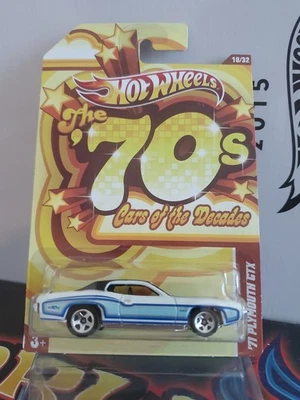 18/32
HOT WHEELS
The
'70s
Cars of the Decades
'71 PLYMOUTH GTX
3+
2015